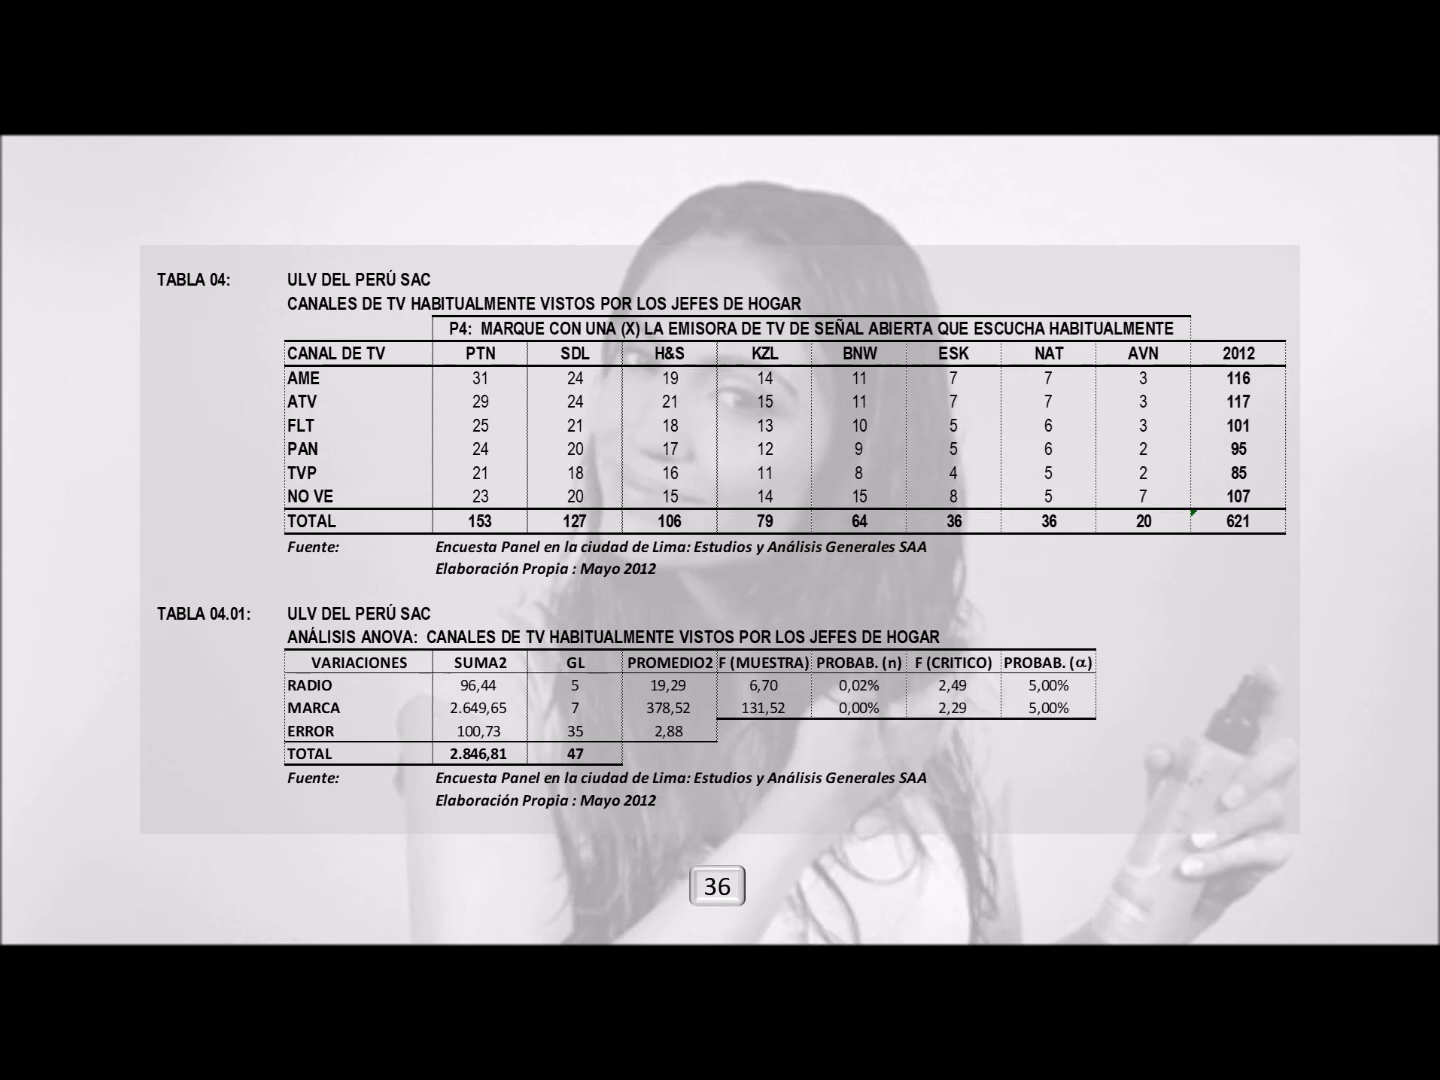 TABLA 04: ULV DEL PERÚ SAC
CANALES DE TV HABITUALMENTE VISTOS POR LOS JEFES DE HOGAR
P4: MARQUE CON UNA (X) LA EMISORA DE TV DE SEÑAL ABIERTA QUE ESCUCHA HABITUALMENTE
CANAL DE TV PTN SDL H&S KZL BNW ESK NAT AVN 2012
AME 31 24 19 14 11 7 7 3 116
ATV 29 24 21 15 11 7 7 3 117
FLT 25 21 18 13 10 5 6 3 101
PAN 24 20 17 12 9 5 6 2 95
TVP 21 18 16 11 8 4 5 2 85
NO VE 23 20 15 14 15 8 5 7 107
TOTAL 153 127 106 79 64 36 36 20 621
Fuente: Encuesta Panel en la ciudad de Lima: Estudios y Análisis Generales SAA
Elaboración Propia : Mayo 2012
TABLA 04.01: ULV DEL PERÚ SAC
ANÁLISIS ANOVA: CANALES DE TV HABITUALMENTE VISTOS POR LOS JEFES DE HOGAR
VARIACIONES SUMA2 GL PROMEDIO2 F (MUESTRA) PROBAB. (n) F (CRITICO) PROBAB. (α)
RADIO 96,44 5 19,29 6,70 0,02% 2,49 5,00%
MARCA 2.649,65 7 378,52 131,52 0,00% 2,29 5,00%
ERROR 100,73 35 2,88
TOTAL 2.846,81 47
Fuente: Encuesta Panel en la ciudad de Lima: Estudios y Análisis Generales SAA
Elaboración Propia : Mayo 2012
36